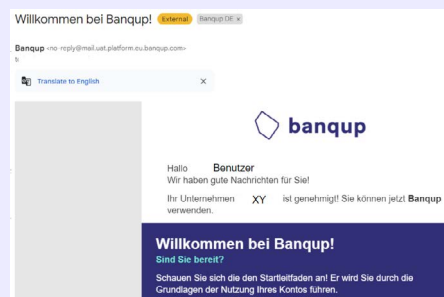 Willkommen bei Banqup! External Banqup DE x
Banqup <no-reply@mail.uat.platform.eu.banqup.com>
Translate to English X
banqup
Hallo Benutzer
Wir haben gute Nachrichten für Sie!
Ihr Unternehmen XY ist genehmigt! Sie können jetzt Banqup
verwenden.
Willkommen bei Banqup!
Sind Sie bereit?
Schauen Sie sich die den Startleitfaden an! Er wird Sie durch die
Grundlagen der Nutzung Ihres Kontos führen.